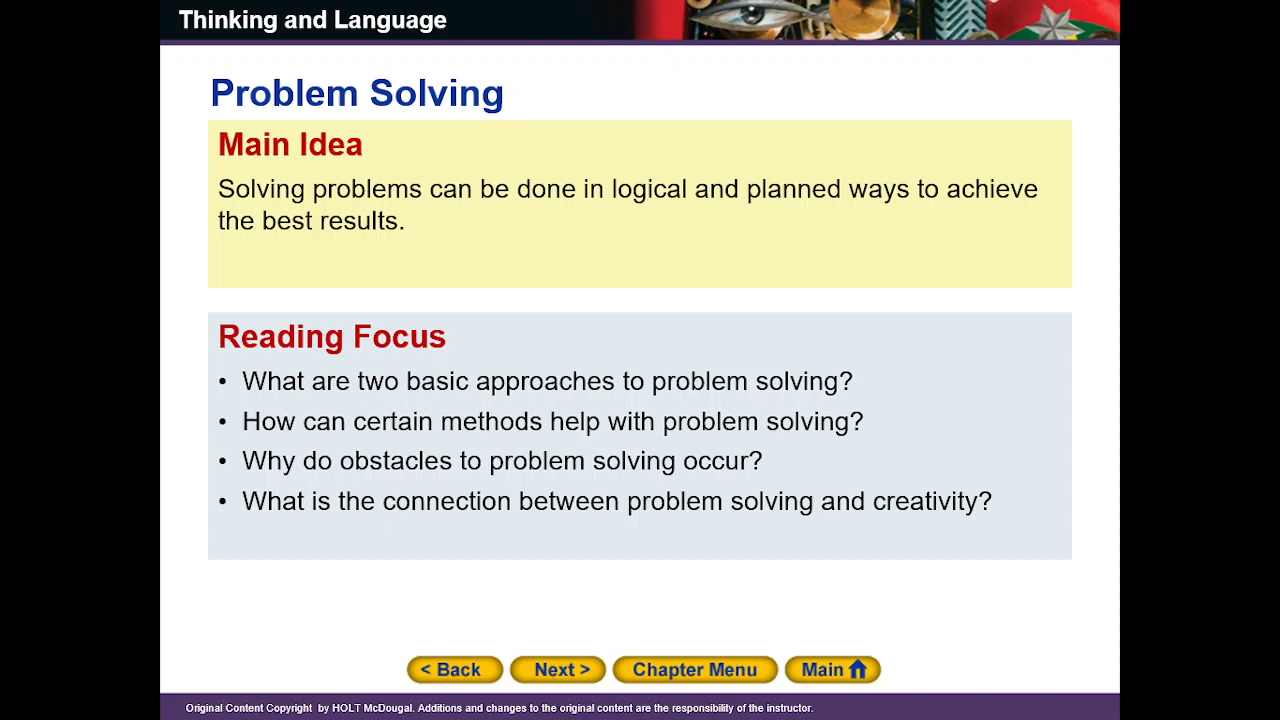 Thinking and Language
Problem Solving
Main Idea
Solving problems can be done in logical and planned ways to achieve
the best results.
Reading Focus
• What are two basic approaches to problem solving?
• How can certain methods help with problem solving?
• Why do obstacles to problem solving occur?
• What is the connection between problem solving and creativity?
< Back
Next >
Chapter Menu
Main
Original Content Copyright by HOLT McDougal. Additions and changes to the original content are the responsibility of the instructor.